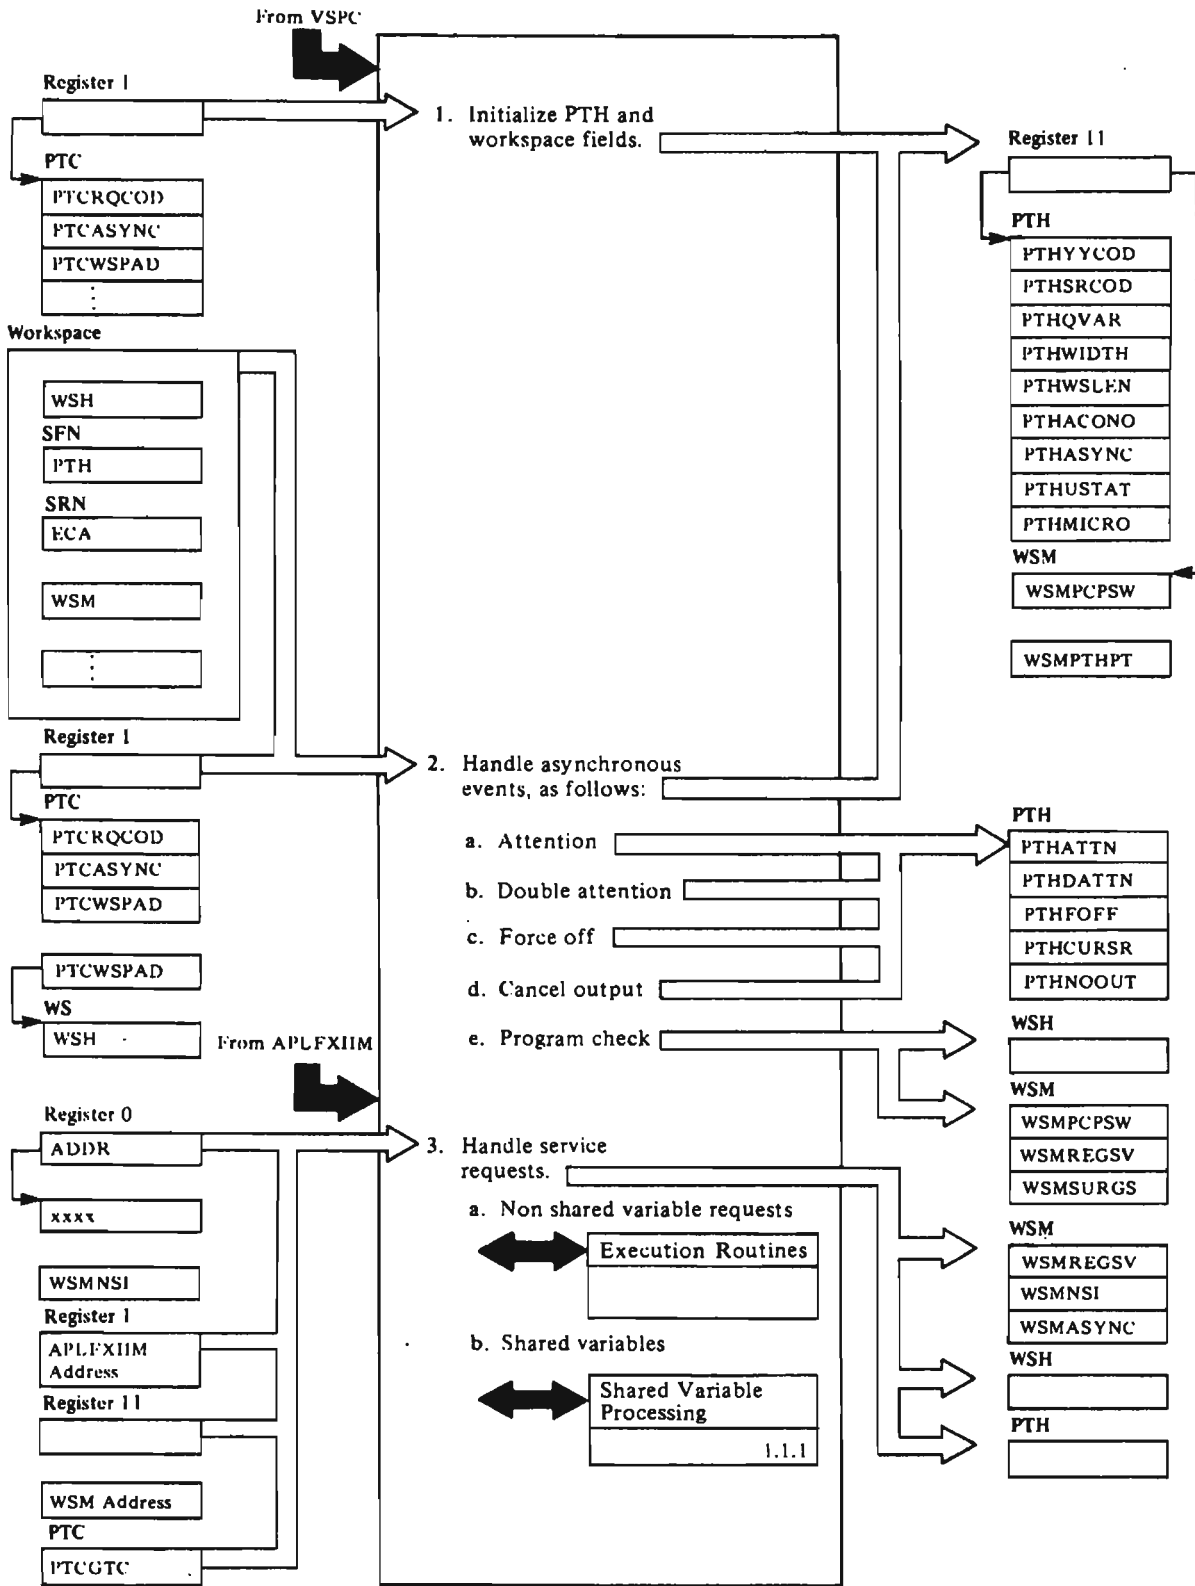 From VSPC
Register 1
PTC
PTCRQCOD
PTCASYNC
PTCWSPAD
Workspace
WSH
SFN
PTH
SRN
ECA
WSM
Register 1
PTC
PTCRQCOD
PTCASYNC
PTCWSPAD
PTCWSPAD
WS
WSH
From APLFXIIM
Register 0
ADDR
xxxx
WSMNSI
Register 1
APLFXIIM
Address
Register 11
WSM Address
PTC
PTCGTC
1. Initialize PTH and
workspace fields.
2. Handle asynchronous
events, as follows:
a. Attention
b. Double attention
c. Force off
d. Cancel output
e. Program check
3. Handle service
requests.
a. Non shared variable requests
Execution Routines
b. Shared variables
Shared Variable
Processing
1.1.1
Register 11
PTH
PTHYYCOD
PTHSRCOD
PTHQVAR
PTHWIDTH
PTHWSLEN
PTHACONO
PTHASYNC
PTHUSTAT
PTHMICRO
WSM
WSMPCPSW
WSMPTHPT
PTH
PTHATTN
PTHDATTN
PTHFOFF
PTHCURSR
PTHNOOUT
WSH
WSM
WSMPCPSW
WSMREGSV
WSMSURGS
WSM
WSMREGSV
WSMNSI
WSMASYNC
WSH
PTH